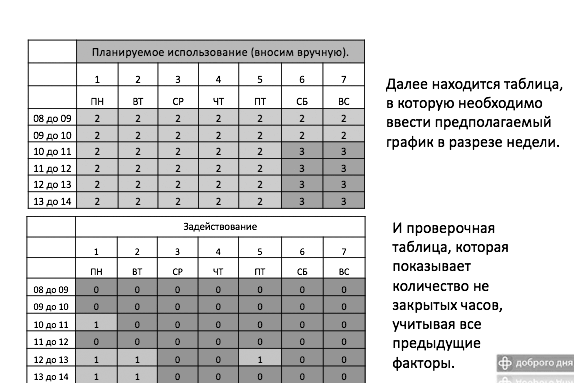 Планируемое использование (вносим вручную).
1 2 3 4 5 6 7
ПН ВТ СР ЧТ ПТ СБ ВС
08 до 09 2 2 2 2 2 2 2
09 до 10 2 2 2 2 2 2 2
10 до 11 2 2 2 2 2 3 3
11 до 12 2 2 2 2 2 3 3
12 до 13 2 2 2 2 2 3 3
13 до 14 2 2 2 2 2 3 3
Далее находится таблица,
в которую необходимо
ввести предполагаемый
график в разрезе недели.
Задействование
1 2 3 4 5 6 7
ПН ВТ СР ЧТ ПТ СБ ВС
08 до 09 0 0 0 0 0 0 0
09 до 10 0 0 0 0 0 0 0
10 до 11 1 0 0 0 0 0 0
11 до 12 0 0 0 0 0 0 0
12 до 13 1 1 0 0 1 0 0
13 до 14 1 1 0 0 0 0 0
И проверочная
таблица, которая
показывает
количество не
закрытых часов,
учитывая все
предыдущие
факторы.
доброго дня